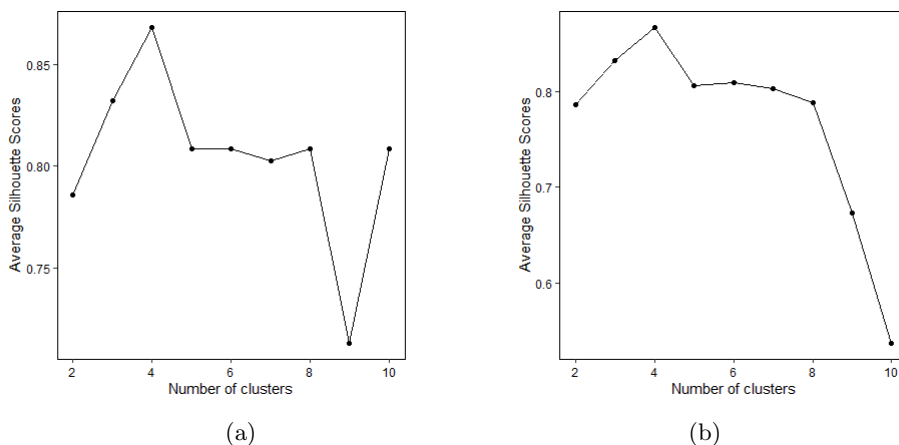 Average Silhouette Scores
0.85
0.80
0.75
2
4
6
8
10
Number of clusters
(a)
Average Silhouette Scores
0.8
0.7
0.6
2
4
6
8
10
Number of clusters
(b)